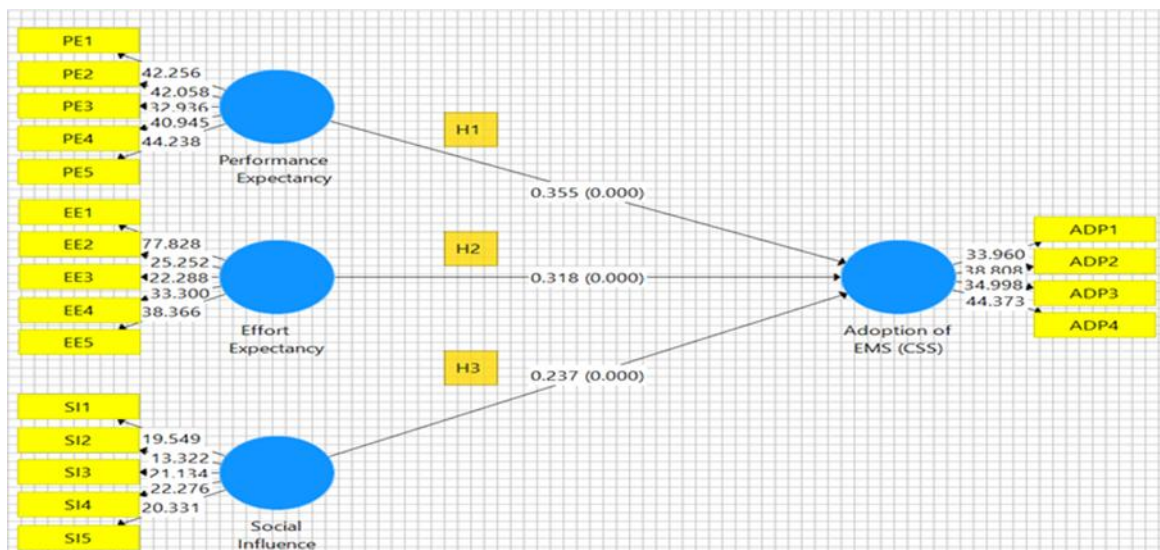 PE1
PE2
PE3
PE4
PE5
42.256
42.058
32.936
40.945
44.238
Performance
Expectancy
H1
0.355 (0.000)
EE1
EE2
EE3
EE4
EE5
77.828
25.252
22.288
33.300
38.366
Effort
Expectancy
H2
0.318 (0.000)
SI1
SI2
SI3
SI4
SI5
19.549
13.322
21.134
22.276
20.331
Social
Influence
H3
0.237 (0.000)
Adoption of
EMS (CSS)
33.960
38.808
34.998
44.373
ADP1
ADP2
ADP3
ADP4